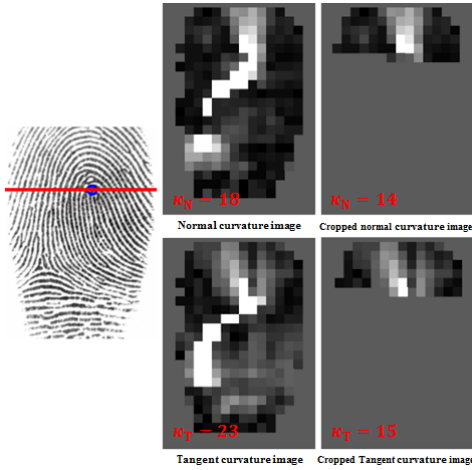 κN - 18
κN - 14
Normal curvature image
Cropped normal curvature image
κT - 23
κT - 15
Tangent curvature image
Cropped Tangent curvature image